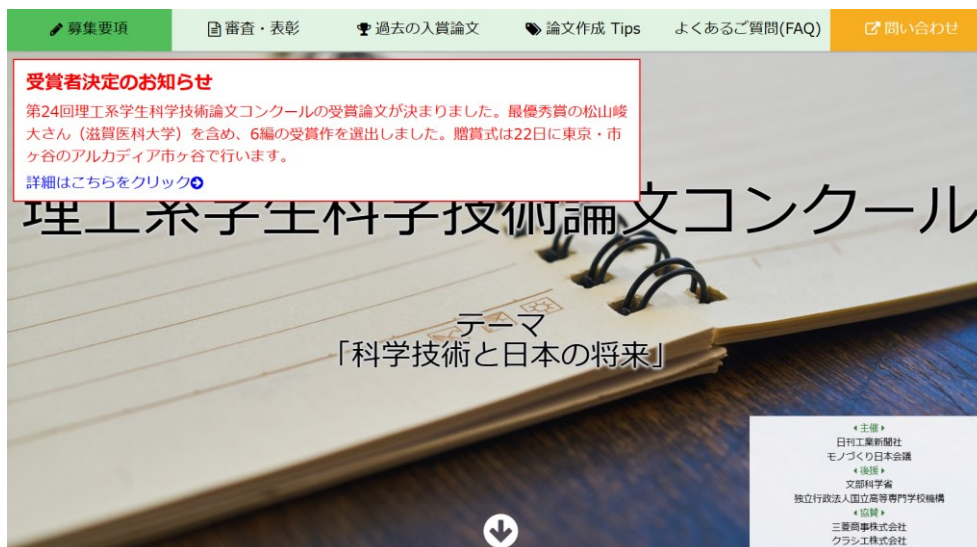 募集要項
審査・表彰
過去の入賞論文
論文作成 Tips
よくあるご質問(FAQ)
問い合わせ
受賞者決定のお知らせ
第24回理工系学生科学技術論文コンクールの受賞論文が決まりました。最優秀賞の松山崚
大さん（滋賀医科大学）を含め、6編の受賞作を選出しました。贈賞式は22日に東京・市
ヶ谷のアルカディア市ヶ谷で行います。
詳細はこちらをクリック
理工系学生科学技術論文コンクール
テーマ
「科学技術と日本の将来」
主催
日刊工業新聞社
モノづくり日本会議
後援
文部科学省
独立行政法人国立高等専門学校機構
協賛
三菱商事株式会社
クラシエ株式会社